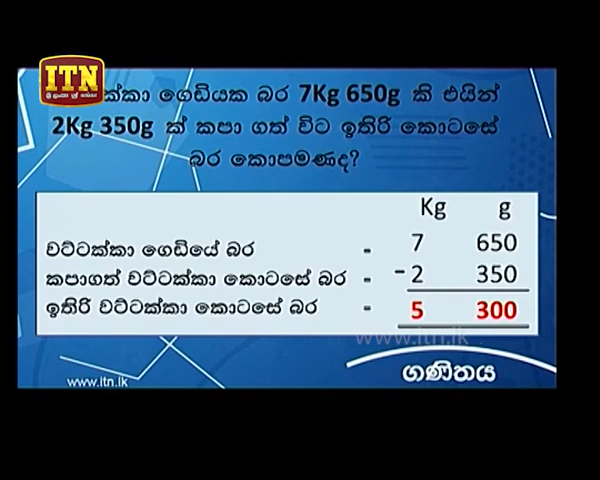 ITN
ක්කා ගෙඩියක බර 7Kg 650g කි එයින්
2Kg 350g ක් කපා ගත් විට ඉතිරි කොටසේ
බර කොපමණද?
Kg g
වට්ටක්කා ගෙඩියේ බර - 7 650
කපාගත් වට්ටක්කා කොටසේ බර - -2 350
ඉතිරි වට්ටක්කා කොටසේ බර - 5 300
www.itn.lk
www.itn.lk
ගණිතය